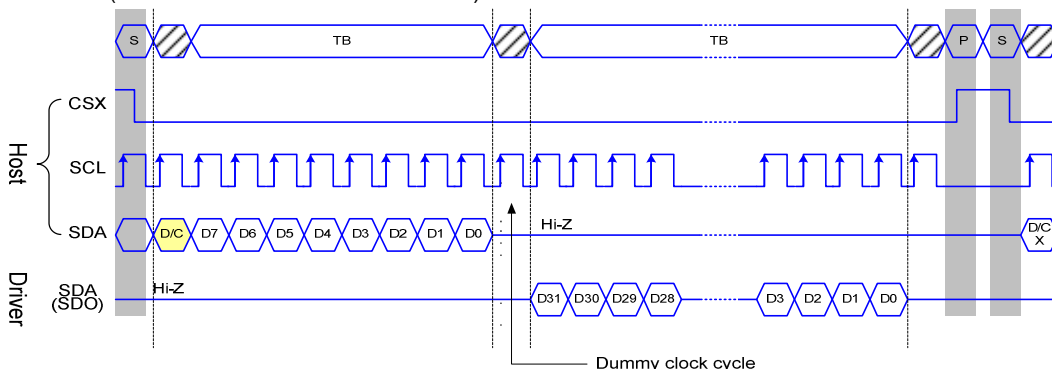 S TB TB P S
CSX
Host
SCL
SDA D/C D7 D6 D5 D4 D3 D2 D1 D0 Hi-Z D/C
X
Driver
SDA
(SDO) Hi-Z D31 D30 D29 D28 D3 D2 D1 D0
Dummy clock cycle